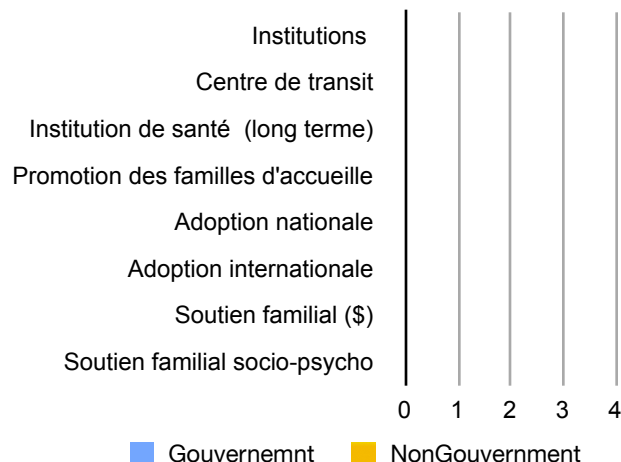 Institutions
Centre de transit
Institution de santé (long terme)
Promotion des familles d'accueille
Adoption nationale
Adoption internationale
Soutien familial ($)
Soutien familial socio-psycho
0 1 2 3 4
Gouvernemnt NonGouvernment